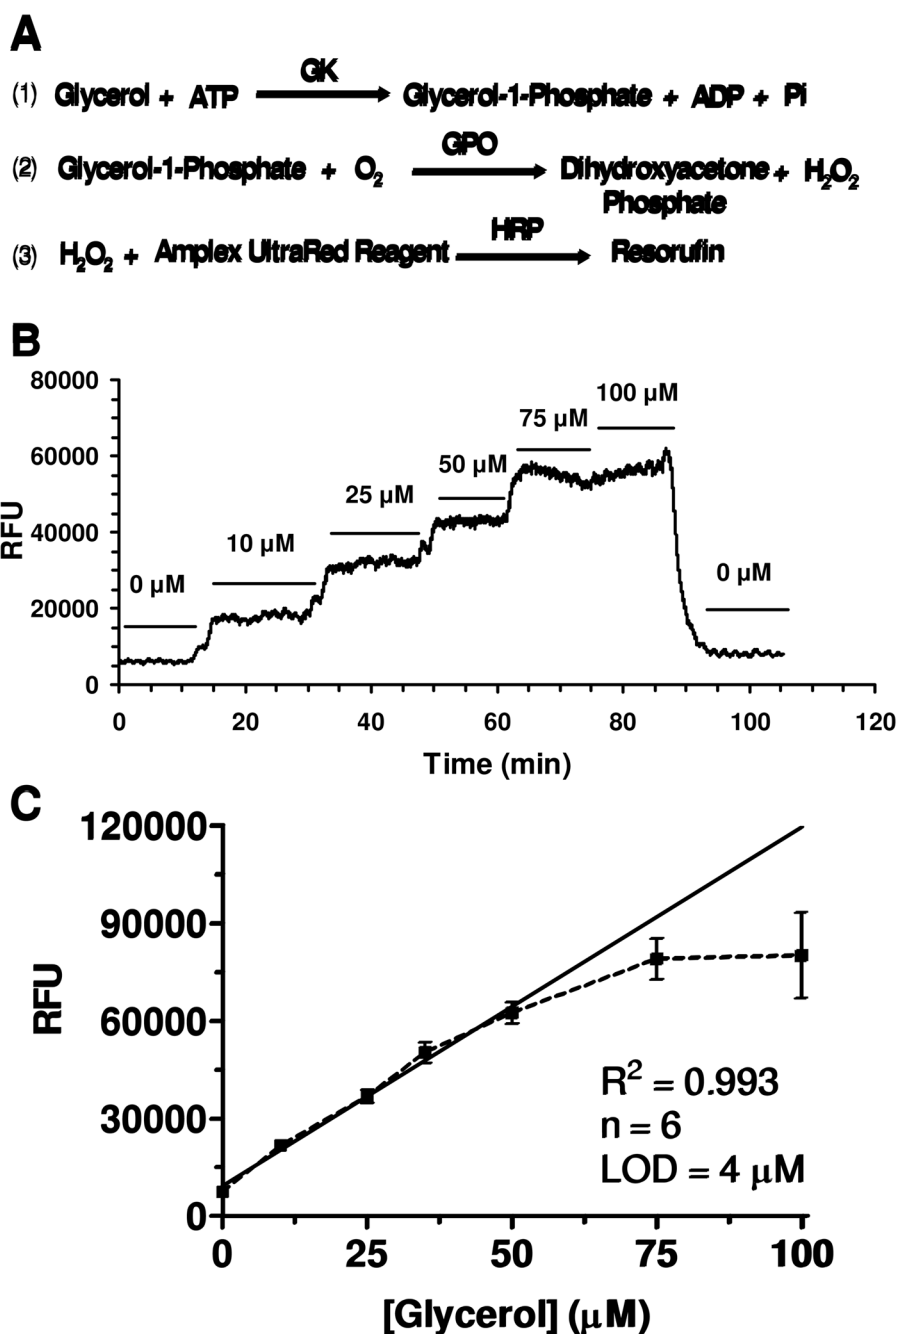 A
(1) Glycerol + ATP GK Glycerol-1-Phosphate + ADP + Pi
(2) Glycerol-1-Phosphate + O2 GPO Dihydroxyacetone + H2O2
Phosphate
(3) H2O2 + Amplex UltraRed Reagent HRP Resorufin
B
80000
60000
40000
20000
0
RFU
0 µM
10 µM
25 µM
50 µM
75 µM
100 µM
0 µM
0 20 40 60 80 100 120
Time (min)
C
120000
90000
60000
30000
0
RFU
R2 = 0.993
n = 6
LOD = 4 µM
0 25 50 75 100
[Glycerol] (µM)